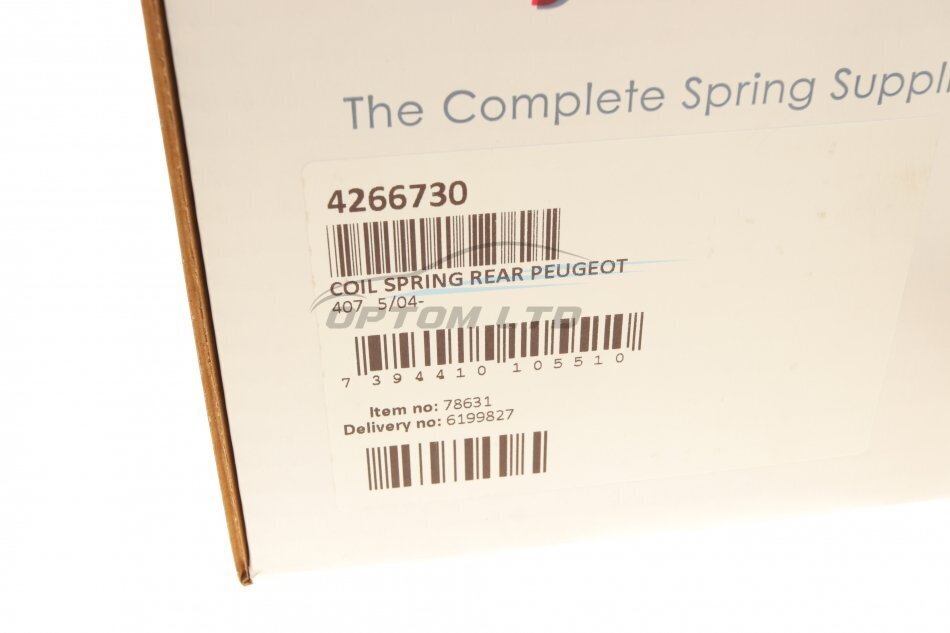 The Complete Spring Suppli
4266730
COIL SPRING REAR PEUGEOT
407 5/04-
OPTOM LTD
7 394410 105510
Item no: 78631
Delivery no: 6199827